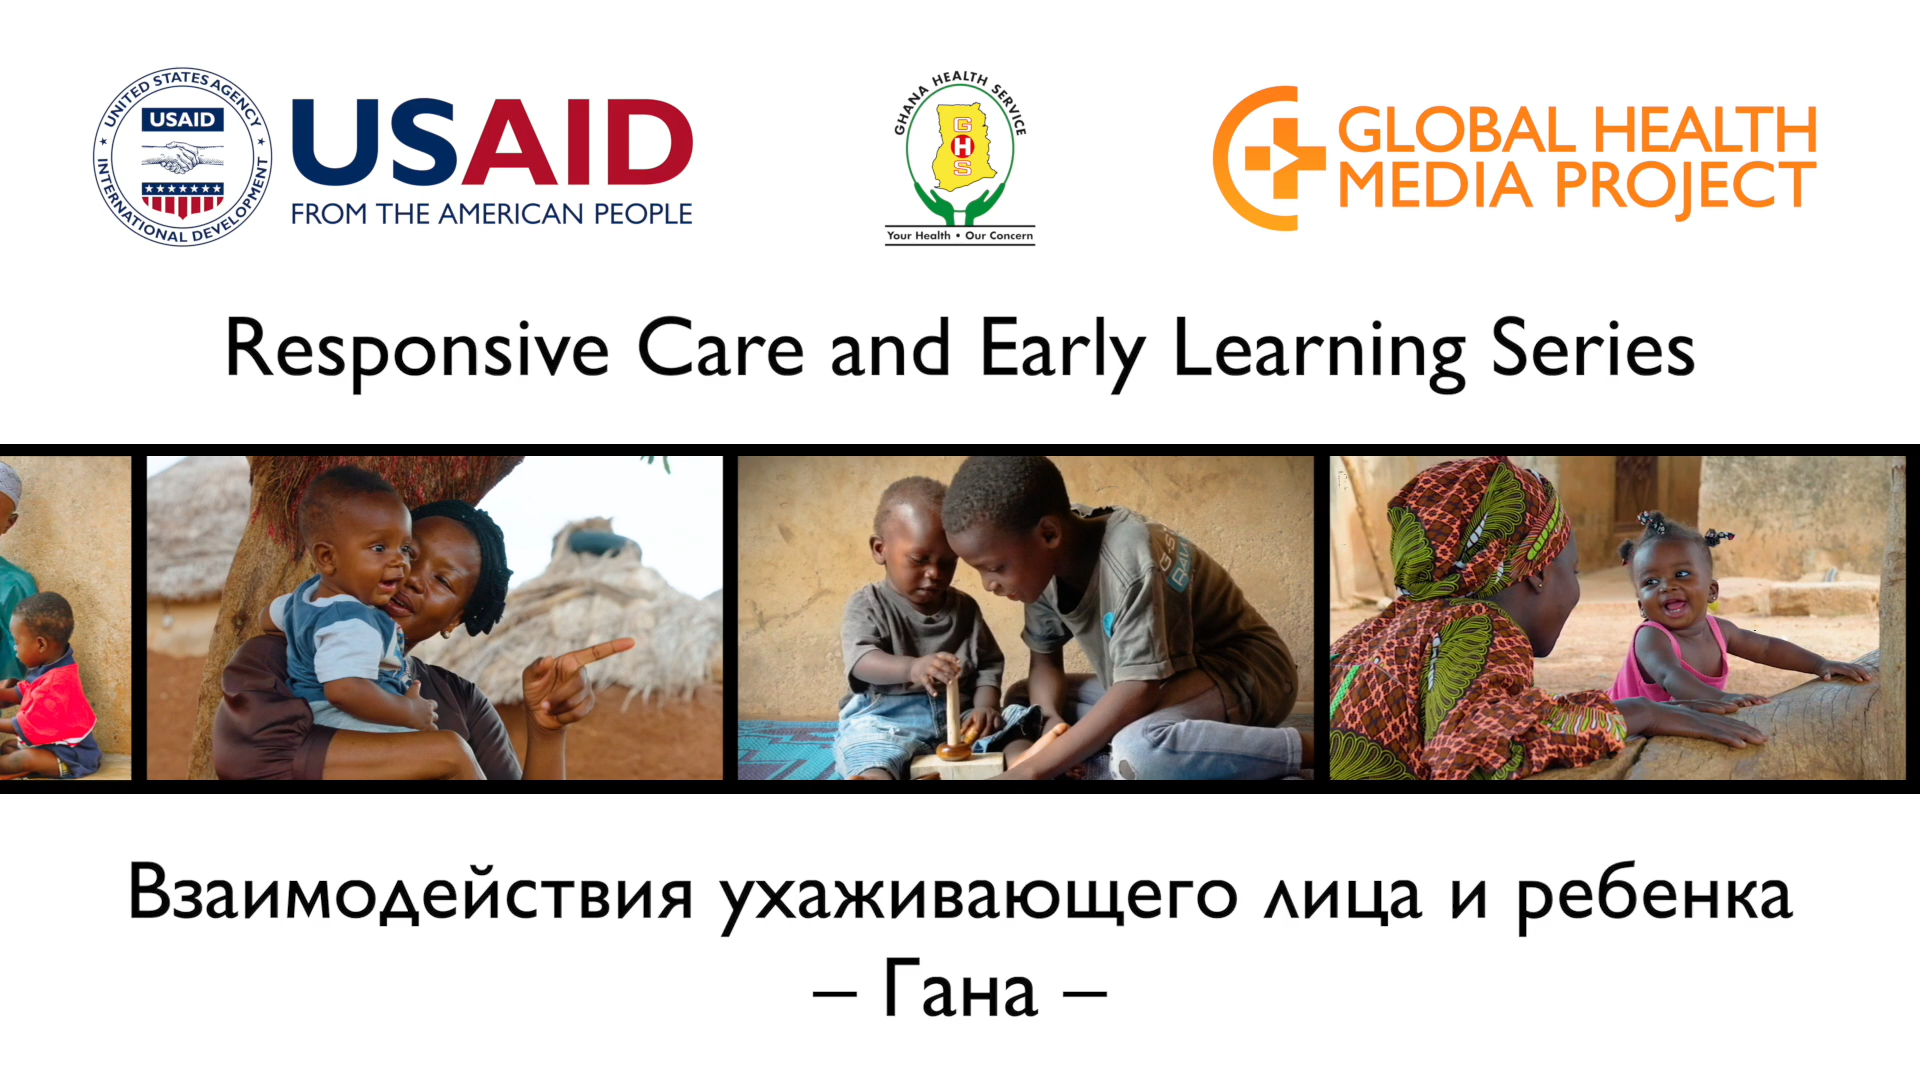 UNITED STATES AGENCY
USAID
INTERNATIONAL DEVELOPMENT
USAID
FROM THE AMERICAN PEOPLE
GHANA HEALTH SERVICE
G
H
S
Your Health • Our Concern
GLOBAL HEALTH
MEDIA PROJECT
Responsive Care and Early Learning Series
Взаимодействия ухаживающего лица и ребенка
– Гана –